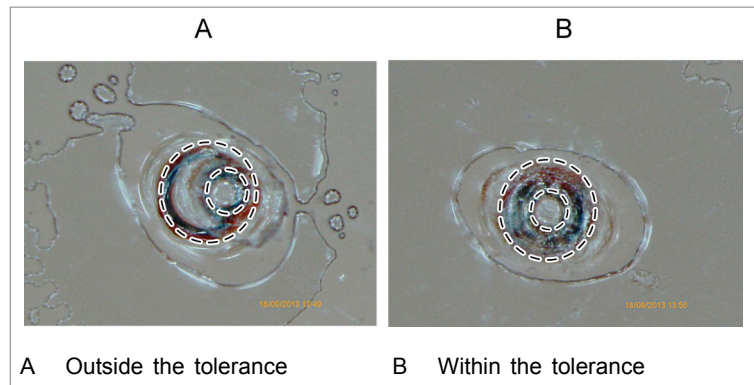 A
B
18/09/2013 13:49
18/09/2013 13:50
A Outside the tolerance
B Within the tolerance